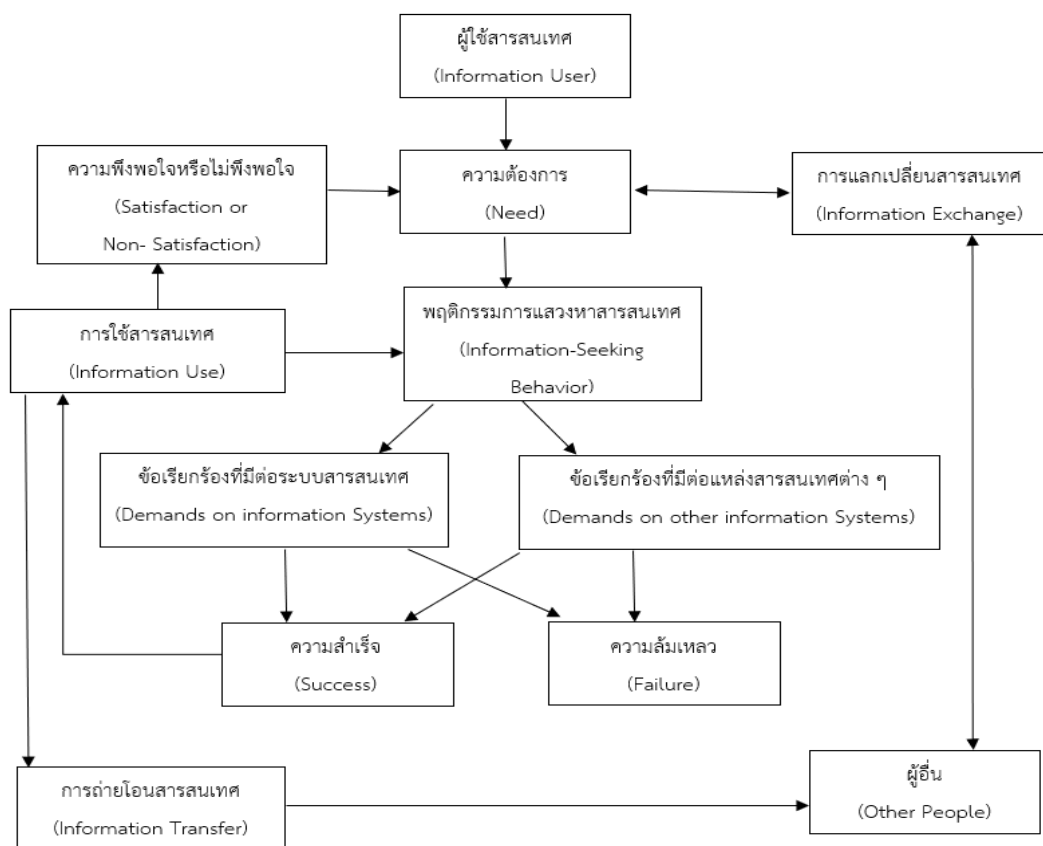 ผู้ใช้สารสนเทศ
(Information User)
ความพึงพอใจหรือไม่พึงพอใจ
(Satisfaction or
Non- Satisfaction)
ความต้องการ
(Need)
การแลกเปลี่ยนสารสนเทศ
(Information Exchange)
การใช้สารสนเทศ
(Information Use)
พฤติกรรมการแสวงหาสารสนเทศ
(Information-Seeking
Behavior)
ข้อเรียกร้องที่มีต่อระบบสารสนเทศ
(Demands on information Systems)
ข้อเรียกร้องที่มีต่อแหล่งสารสนเทศต่าง ๆ
(Demands on other information Systems)
ความสำเร็จ
(Success)
ความล้มเหลว
(Failure)
การถ่ายโอนสารสนเทศ
(Information Transfer)
ผู้อื่น
(Other People)